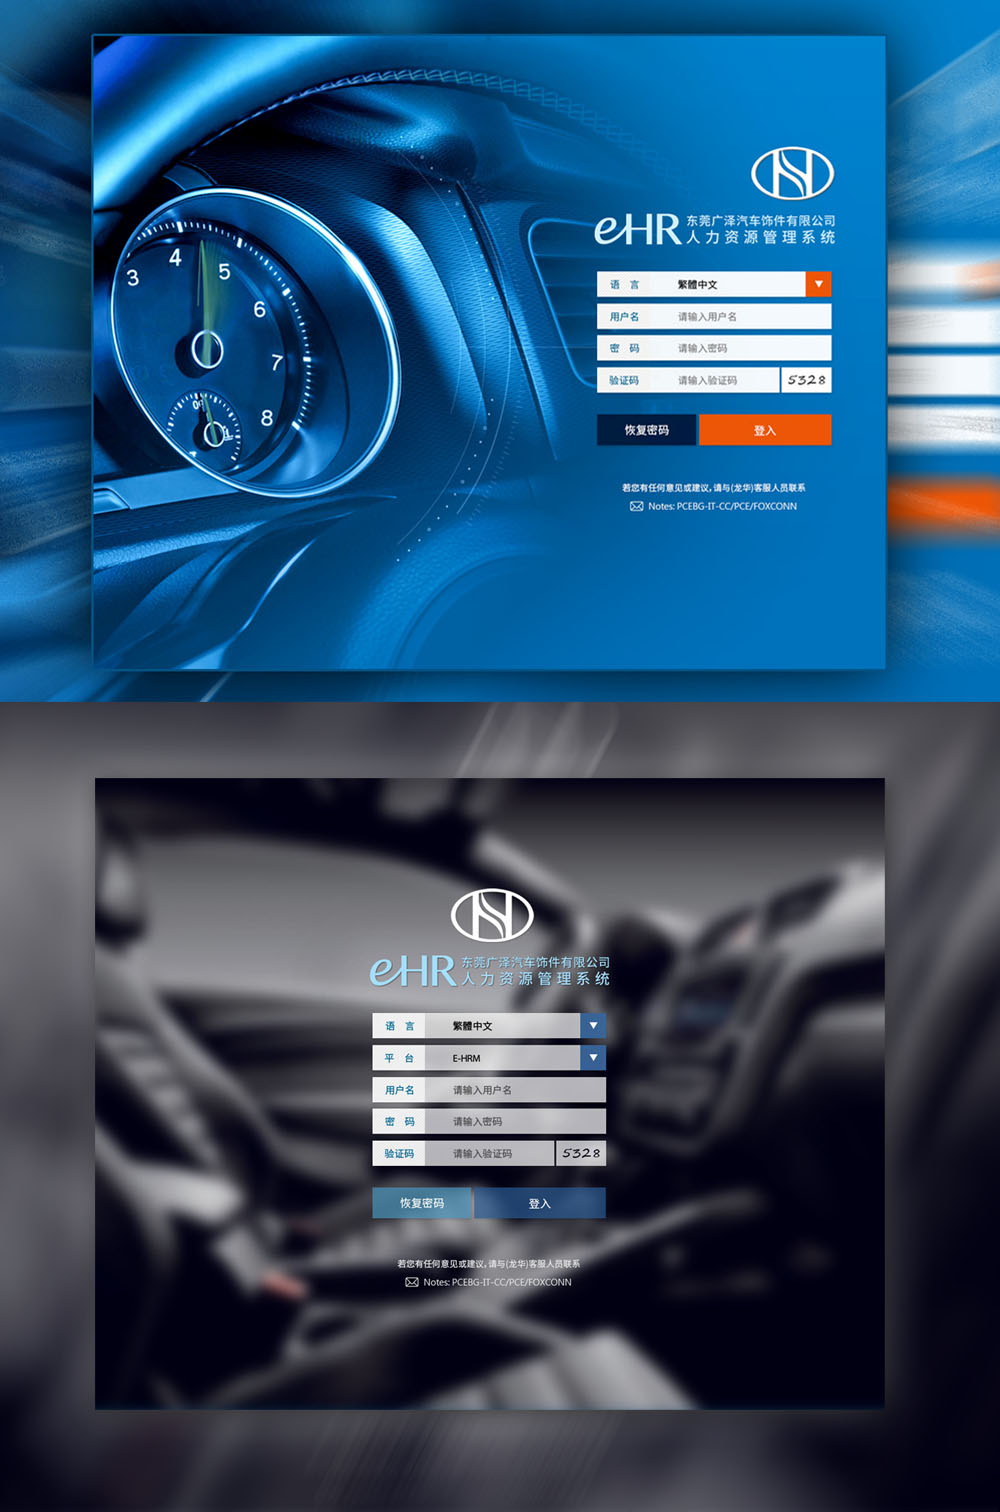 3
4
5
6
7
8
eHR 东莞广泽汽车饰件有限公司
人力资源管理系统
语 言 繁體中文
用户名 请输入用户名
密 码 请输入密码
验证码 请输入验证码 5328
恢复密码 登入
若您有任何意见或建议,请与(龙华)客服人员联系
Notes: PCEBG-IT-CC/PCE/FOXCONN
eHR 东莞广泽汽车饰件有限公司
人力资源管理系统
语 言 繁體中文
平 台 E-HRM
用户名 请输入用户名
密 码 请输入密码
验证码 请输入验证码 5328
恢复密码 登入
若您有任何意见或建议,请与(龙华)客服人员联系
Notes: PCEBG-IT-CC/PCE/FOXCONN